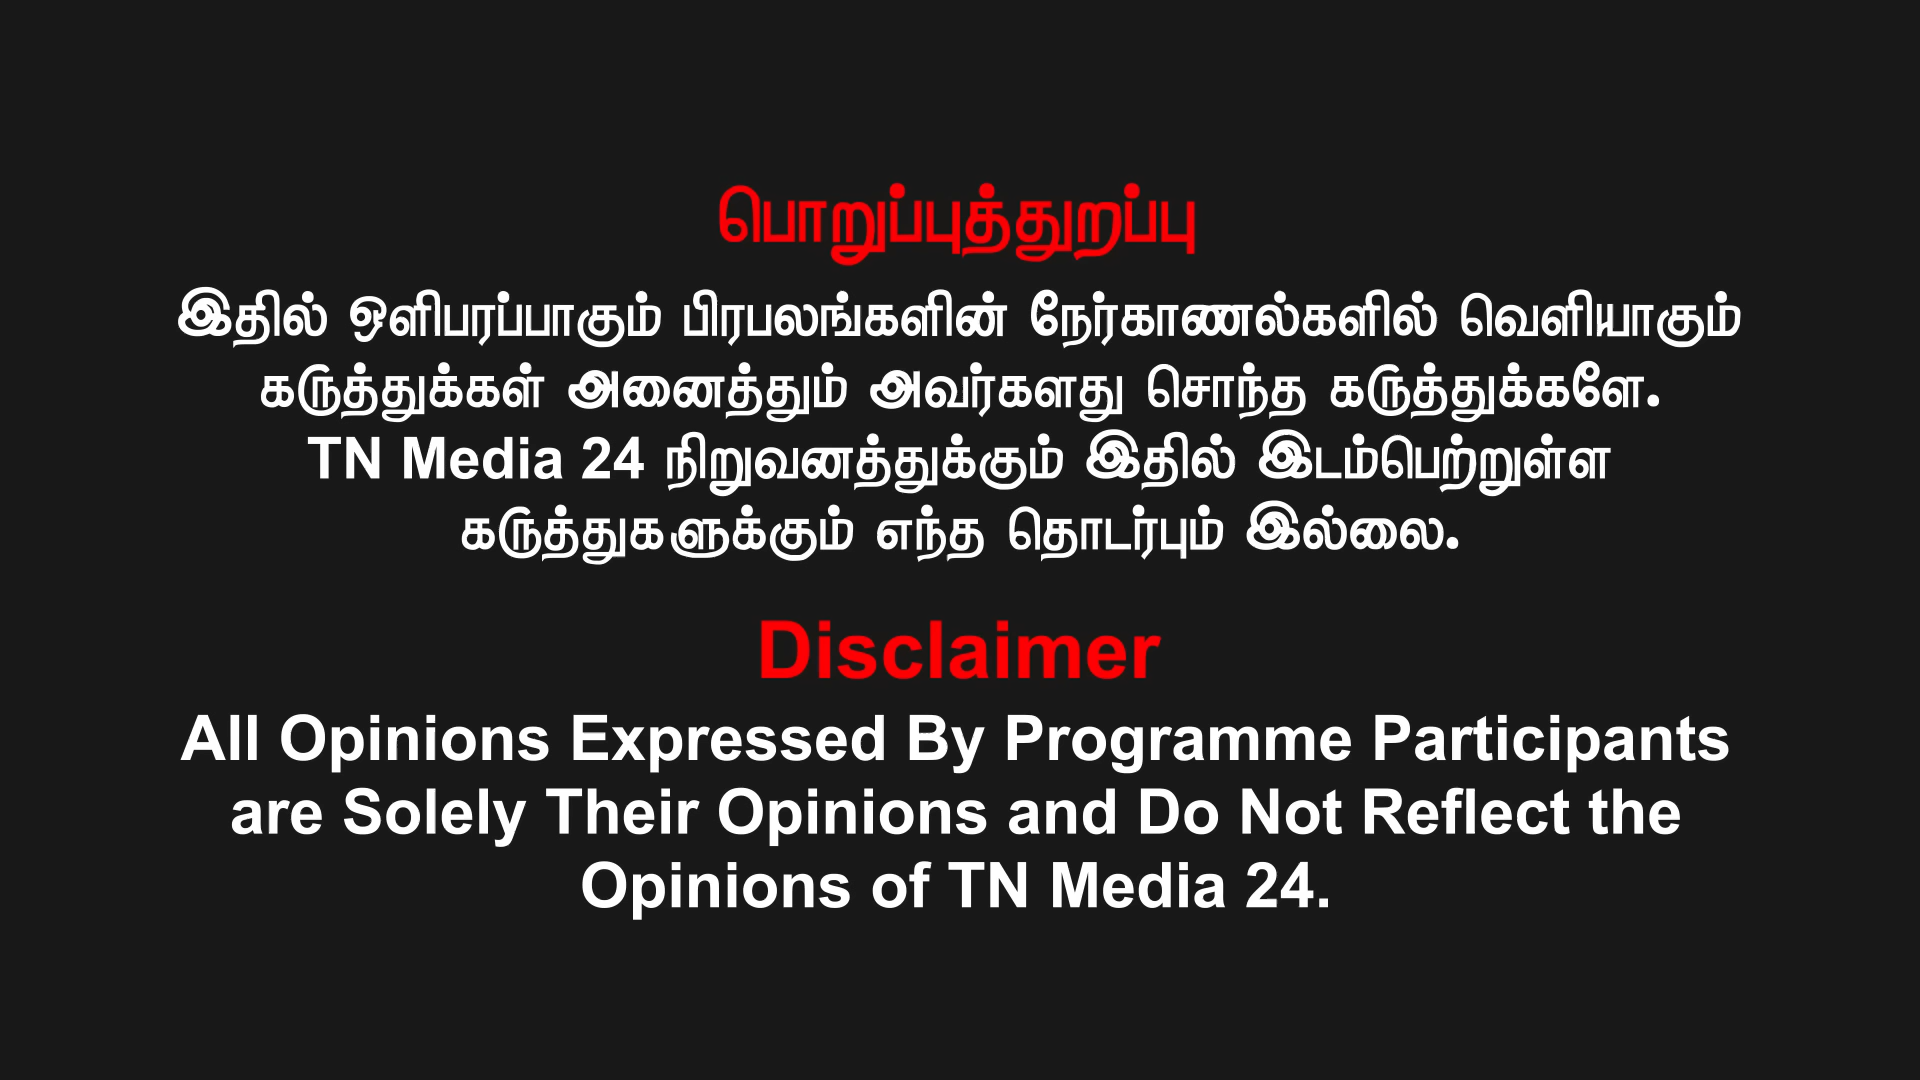 பொறுப்புத்துறப்பு
இதில் ஒளிபரப்பாகும் பிரபலங்களின் நேர்காணல்களில் வெளியாகும்
கருத்துக்கள் அனைத்தும் அவர்களது சொந்த கருத்துக்களே.
TN Media 24 நிறுவனத்துக்கும் இதில் இடம்பெற்றுள்ள
கருத்துகளுக்கும் எந்த தொடர்பும் இல்லை.
Disclaimer
All Opinions Expressed By Programme Participants
are Solely Their Opinions and Do Not Reflect the
Opinions of TN Media 24.